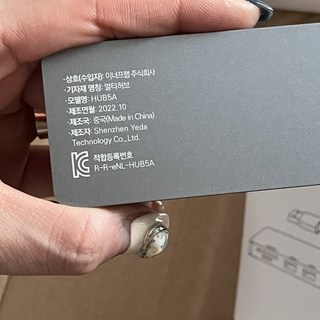 ·상호(수입자): 이너프랩 주식회사
·기자재 명칭: 멀티허브
·모델명: HUB5A
·제조연월: 2022.10
·제조국: 중국(Made in China)
·제조자: Shenzhen Yeda
Technology Co.,Ltd.
적합등록번호
R-R-eNL-HUB5A